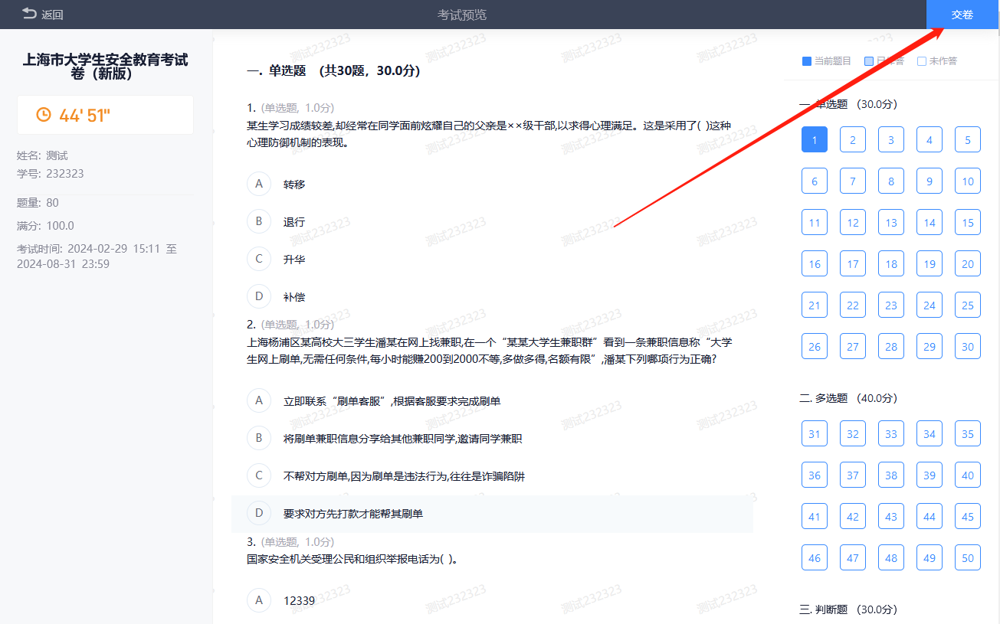 返回
考试预览
交卷
上海市大学生安全教育考试
卷（新版）
44' 51"
姓名: 测试
学号: 232323
题量: 80
满分: 100.0
考试时间: 2024-02-29 15:11 至
2024-08-31 23:59
一. 单选题 (共30题，30.0分)
1. (单选题, 1.0分)
某生学习成绩较差,却经常在同学面前炫耀自己的父亲是××级干部,以求得心理满足。这是采用了( )这种
心理防御机制的表现。
A 转移
B 退行
C 升华
D 补偿
2. (单选题, 1.0分)
上海杨浦区某高校大三学生潘某在网上找兼职,在一个“某某大学生兼职群”看到一条兼职信息称“大学
生网上刷单,无需任何条件,每小时能赚200到2000不等,多做多得,名额有限”,潘某下列哪项行为正确?
A 立即联系“刷单客服”,根据客服要求完成刷单
B 将刷单兼职信息分享给其他兼职同学,邀请同学兼职
C 不帮对方刷单,因为刷单是违法行为,往往是诈骗陷阱
D 要求对方先打款才能帮其刷单
3. (单选题, 1.0分)
国家安全机关受理公民和组织举报电话为( )。
A 12339
当前题目 已作答 未作答
一. 单选题 (30.0分)
1 2 3 4 5
6 7 8 9 10
11 12 13 14 15
16 17 18 19 20
21 22 23 24 25
26 27 28 29 30
二. 多选题 (40.0分)
31 32 33 34 35
36 37 38 39 40
41 42 43 44 45
46 47 48 49 50
三. 判断题 (30.0分)
测试232323